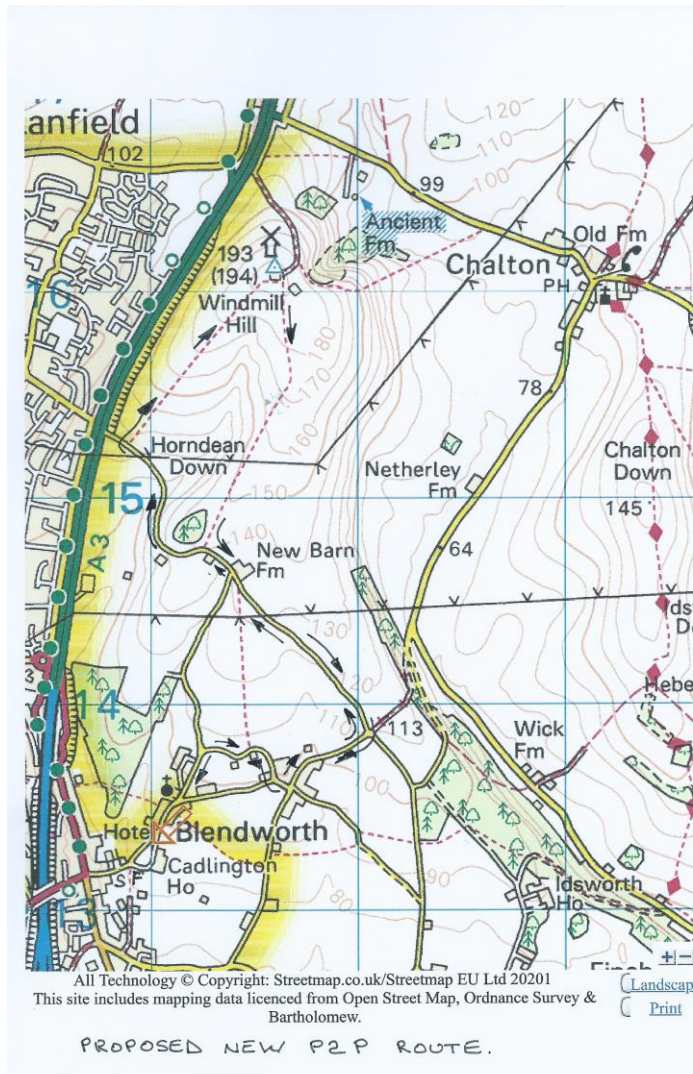 anfield
102
120
110
100
99
Ancient
Fm
Old Fm
Chalton
PH
193
(194)
Windmill
Hill
16
180
170
160
78
Horndean
Down
Netherley
Fm
Chalton
Down
145
15
150
140
A3
New Barn
Fm
64
130
120
14
110
113
100
Wick
Fm
Blendworth
Cadlington
Ho
90
80
Idsworth
Ho
13
All Technology © Copyright: Streetmap.co.uk/Streetmap EU Ltd 20201
This site includes mapping data licenced from Open Street Map, Ordnance Survey &
Bartholomew.
Landscap
Print
PROPOSED NEW P2P ROUTE.